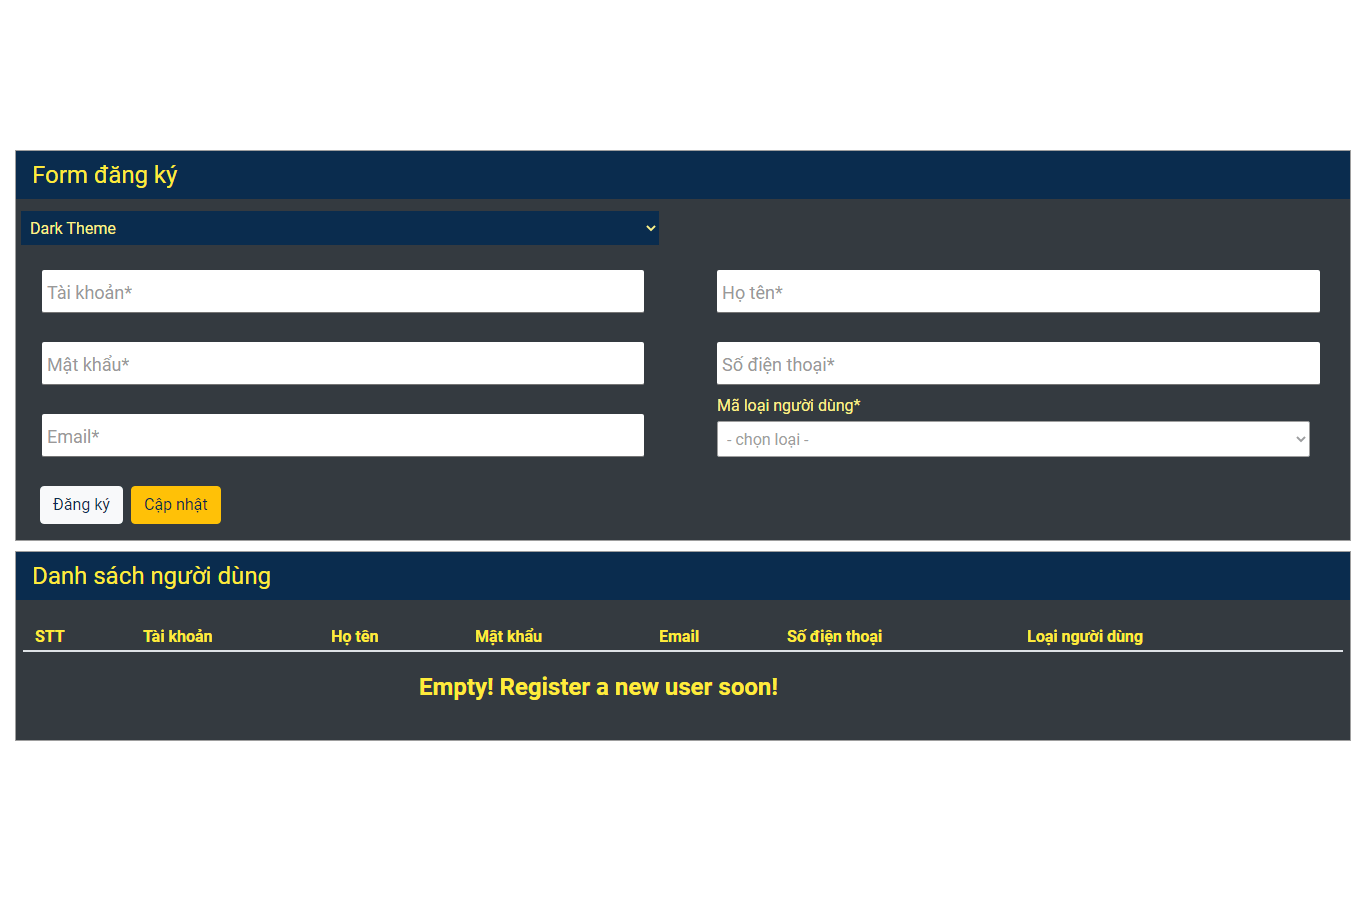 Form đăng ký
Dark Theme
Tài khoản*
Họ tên*
Mật khẩu*
Số điện thoại*
Mã loại người dùng*
Email*
- chọn loại -
Đăng ký
Cập nhật
Danh sách người dùng
STT Tài khoản Họ tên Mật khẩu Email Số điện thoại Loại người dùng
Empty! Register a new user soon!